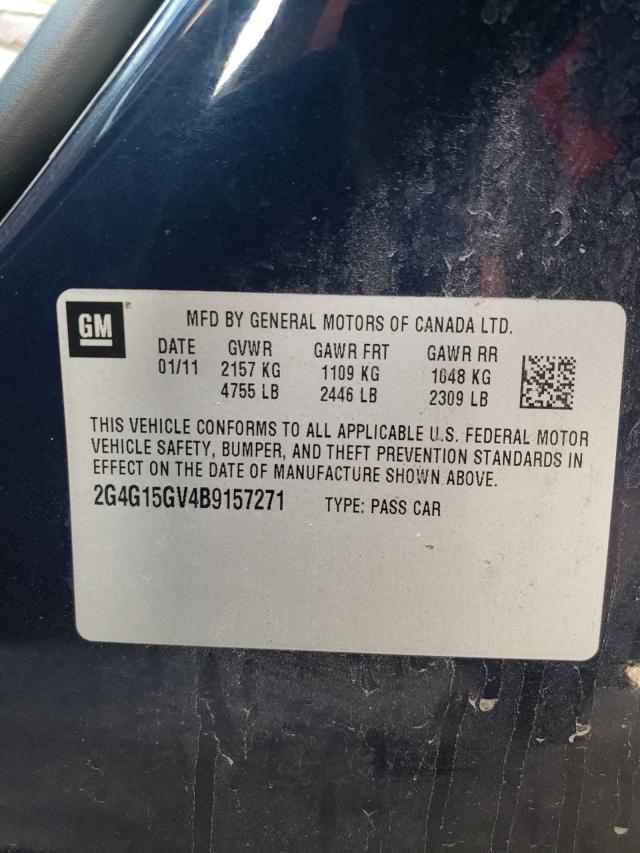 GM ®
MFD BY GENERAL MOTORS OF CANADA LTD.
DATE GVWR GAWR FRT GAWR RR
01/11 2157 KG 1109 KG 1048 KG
4755 LB 2446 LB 2309 LB
THIS VEHICLE CONFORMS TO ALL APPLICABLE U.S. FEDERAL MOTOR
VEHICLE SAFETY, BUMPER, AND THEFT PREVENTION STANDARDS IN
EFFECT ON THE DATE OF MANUFACTURE SHOWN ABOVE.
2G4G15GV4B9157271 TYPE: PASS CAR